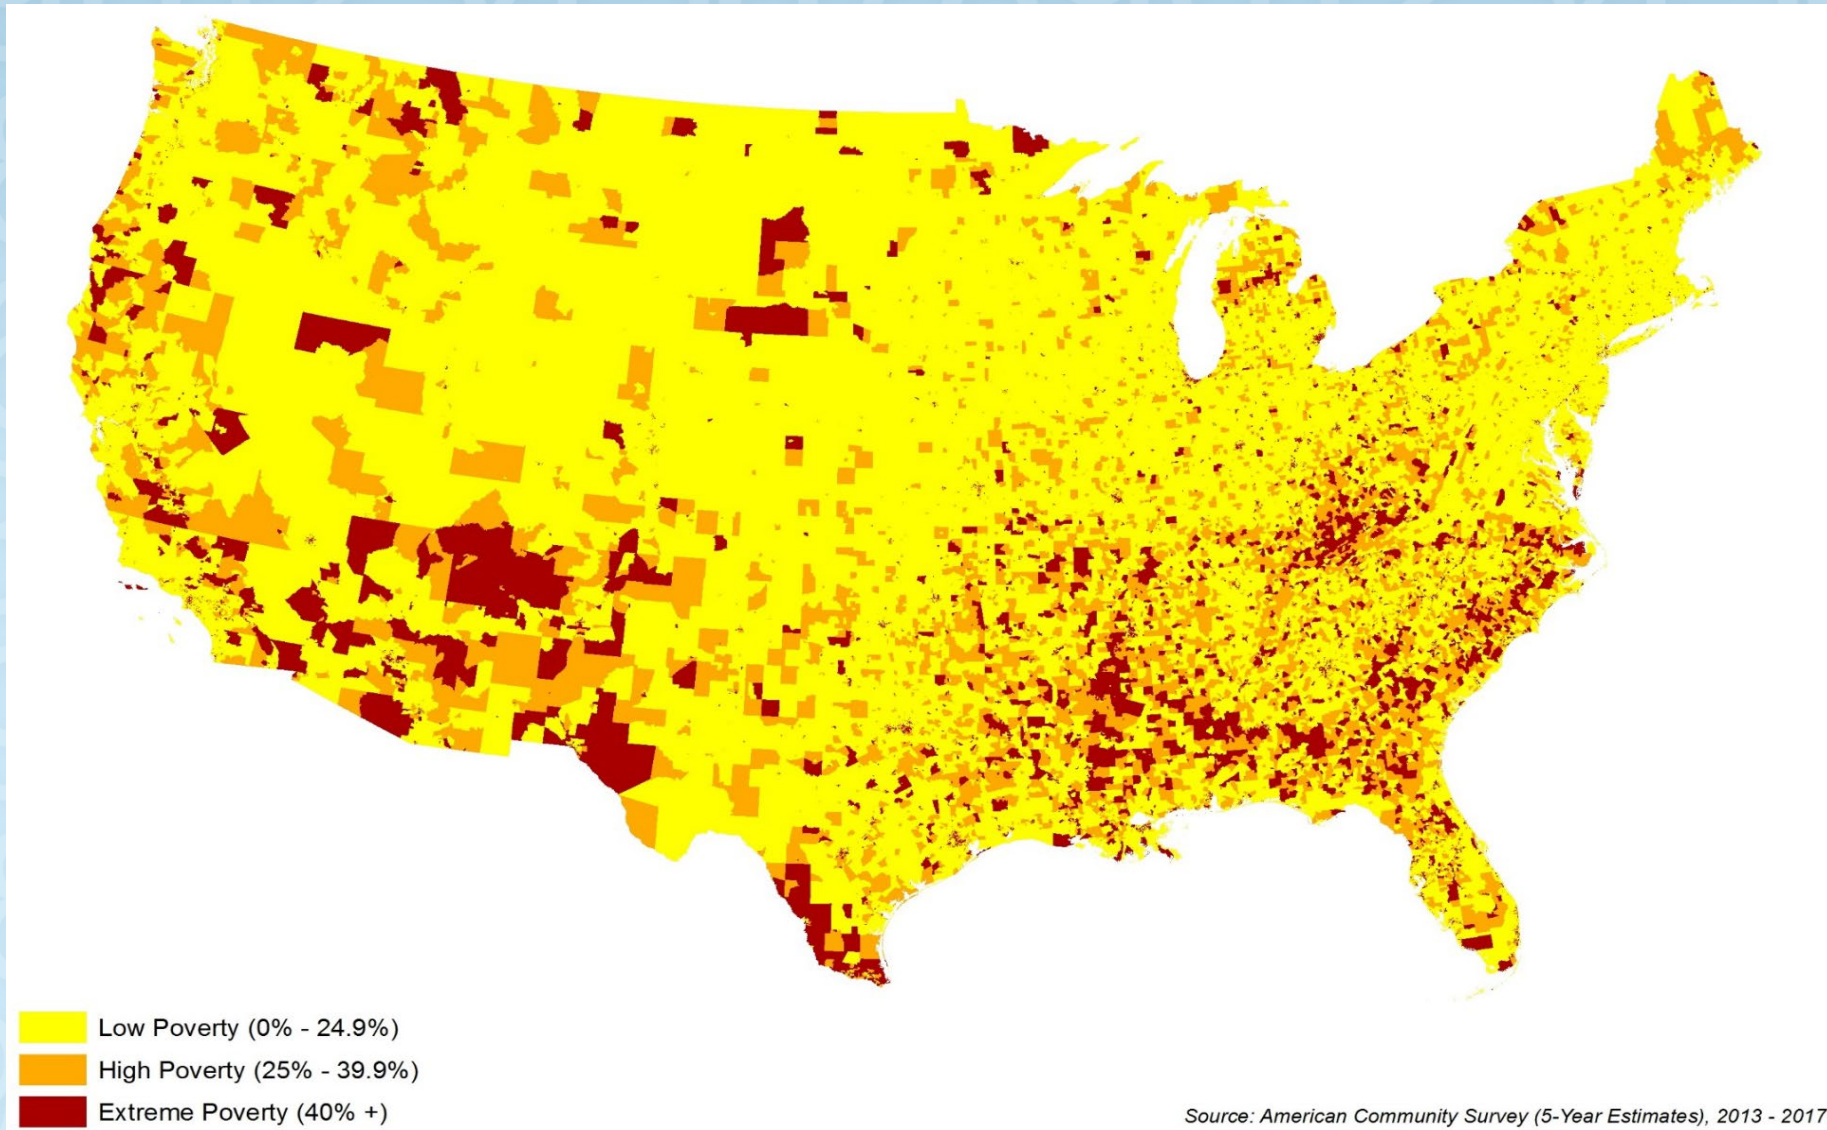 Low Poverty (0% - 24.9%)
High Poverty (25% - 39.9%)
Extreme Poverty (40% +)
Source: American Community Survey (5-Year Estimates), 2013 - 2017